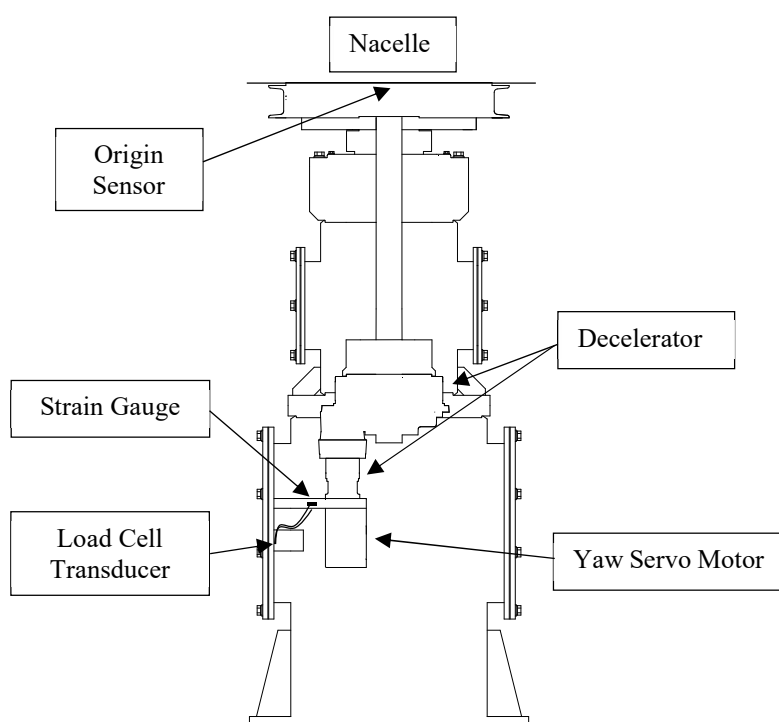 Nacelle
Origin
Sensor
Decelerator
Strain Gauge
Load Cell
Transducer
Yaw Servo Motor